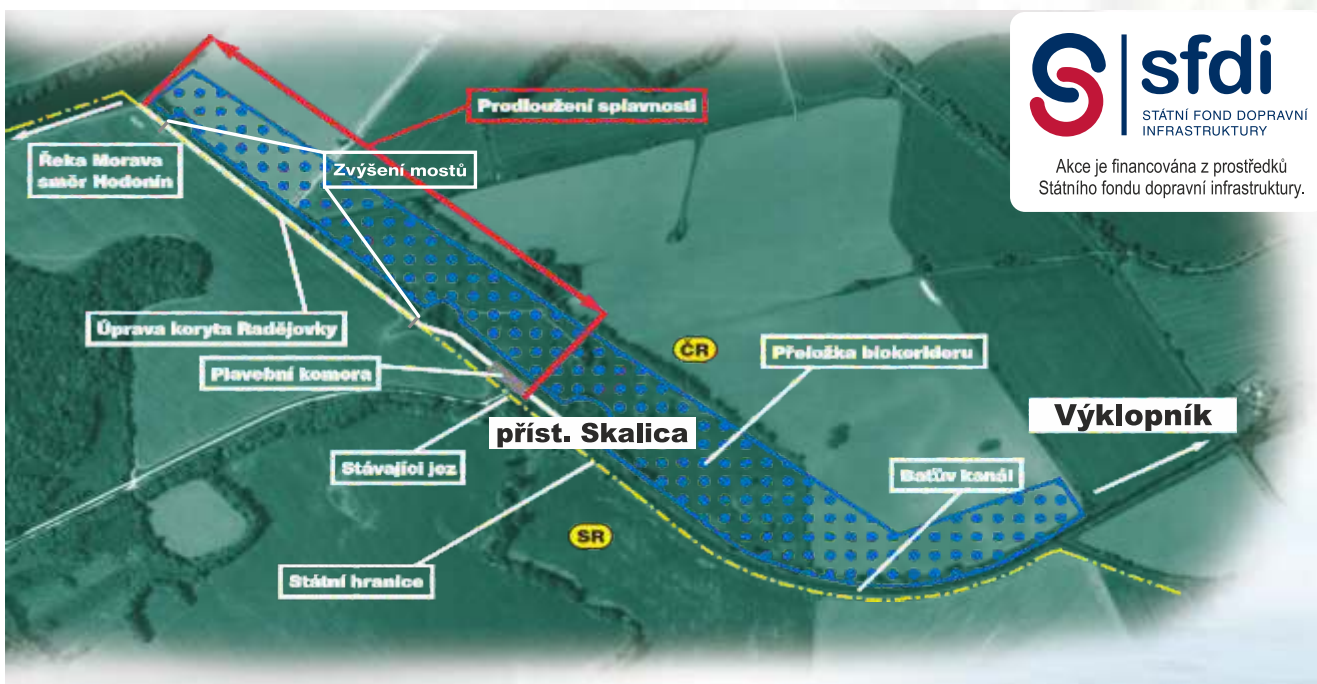 sfdi
STÁTNÍ FOND DOPRAVNÍ
INFRASTRUKTURY
Akce je financována z prostředků
Státního fondu dopravní infrastruktury.
Prodloužení splavnosti
Řeka Morava
směr Hodonín
Zvýšení mostů
Úprava koryta Radějovky
Plavební komora
ČR
Přeložka biokorideru
Výklopník
příst. Skalica
Stávající jez
Baťův kanál
SR
Státní hranice